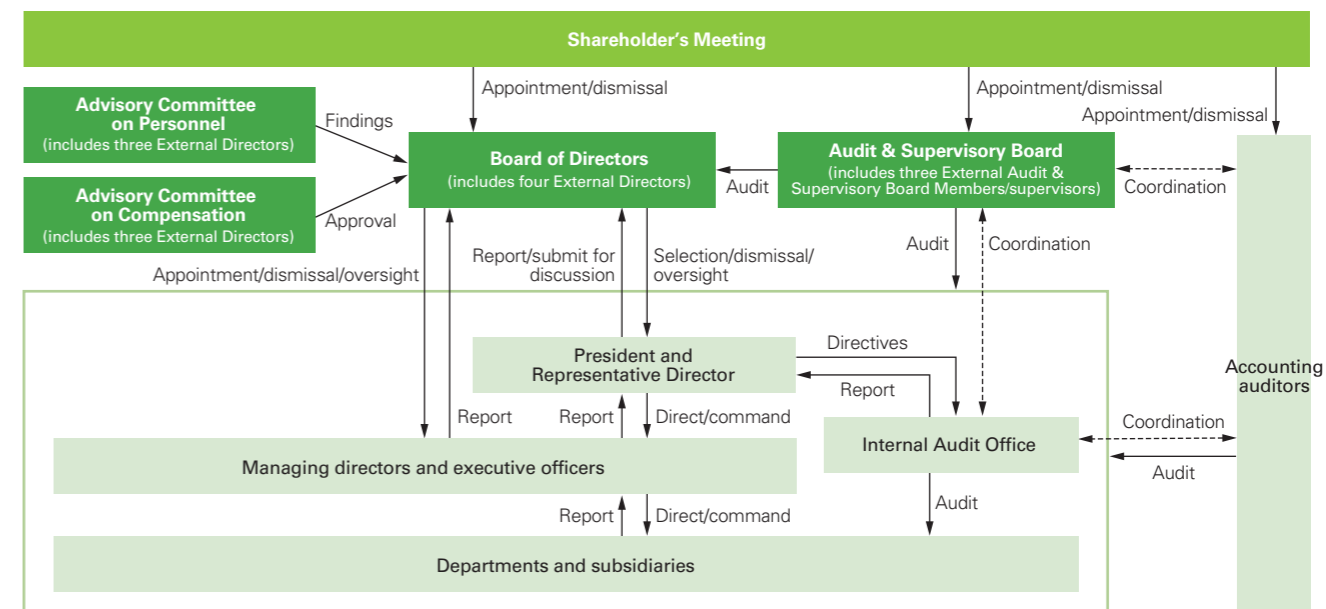 Shareholder's Meeting
Appointment/dismissal
Appointment/dismissal
Appointment/dismissal
Advisory Committee
on Personnel
(includes three External Directors)
Findings
Board of Directors
(includes four External Directors)
Audit
Audit & Supervisory Board
(includes three External Audit &
Supervisory Board Members/supervisors)
Coordination
Advisory Committee
on Compensation
(includes three External Directors)
Approval
Appointment/dismissal/oversight
Report/submit for
discussion
Selection/dismissal/
oversight
Audit
Coordination
President and
Representative Director
Directives
Report
Accounting
auditors
Report
Report
Direct/command
Managing directors and executive officers
Internal Audit Office
Coordination
Audit
Report
Direct/command
Audit
Departments and subsidiaries